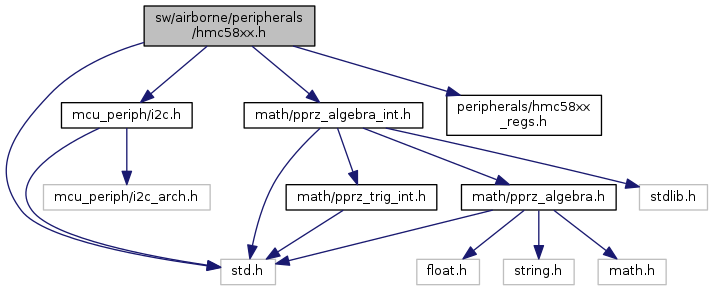 sw/airborne/peripherals
/hmc58xx.h
mcu_periph/i2c.h
math/pprz_algebra_int.h
peripherals/hmc58xx
_regs.h
mcu_periph/i2c_arch.h
math/pprz_trig_int.h
math/pprz_algebra.h
stdlib.h
std.h
float.h
string.h
math.h